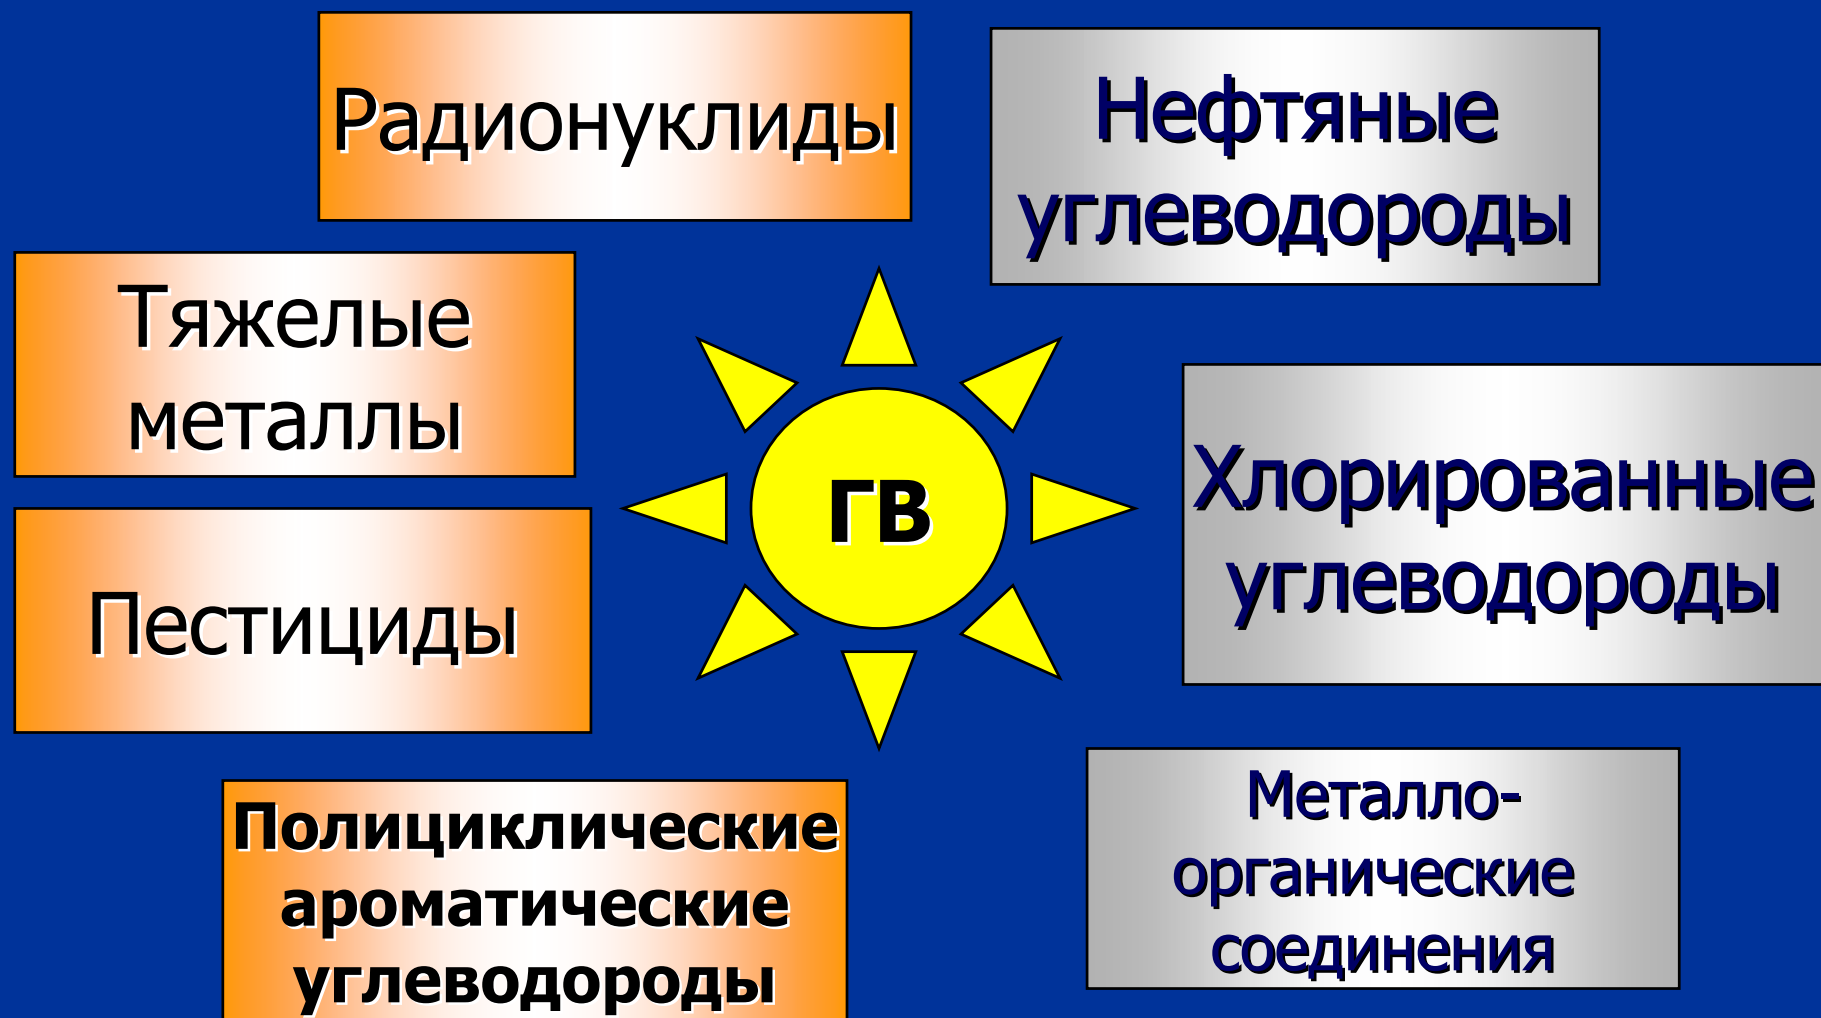 Радионуклиды
Нефтяные
углеводороды
Тяжелые
металлы
Хлорированные
углеводороды
ГВ
Пестициды
Полициклические
ароматические
углеводороды
Металло-
органические
соединения